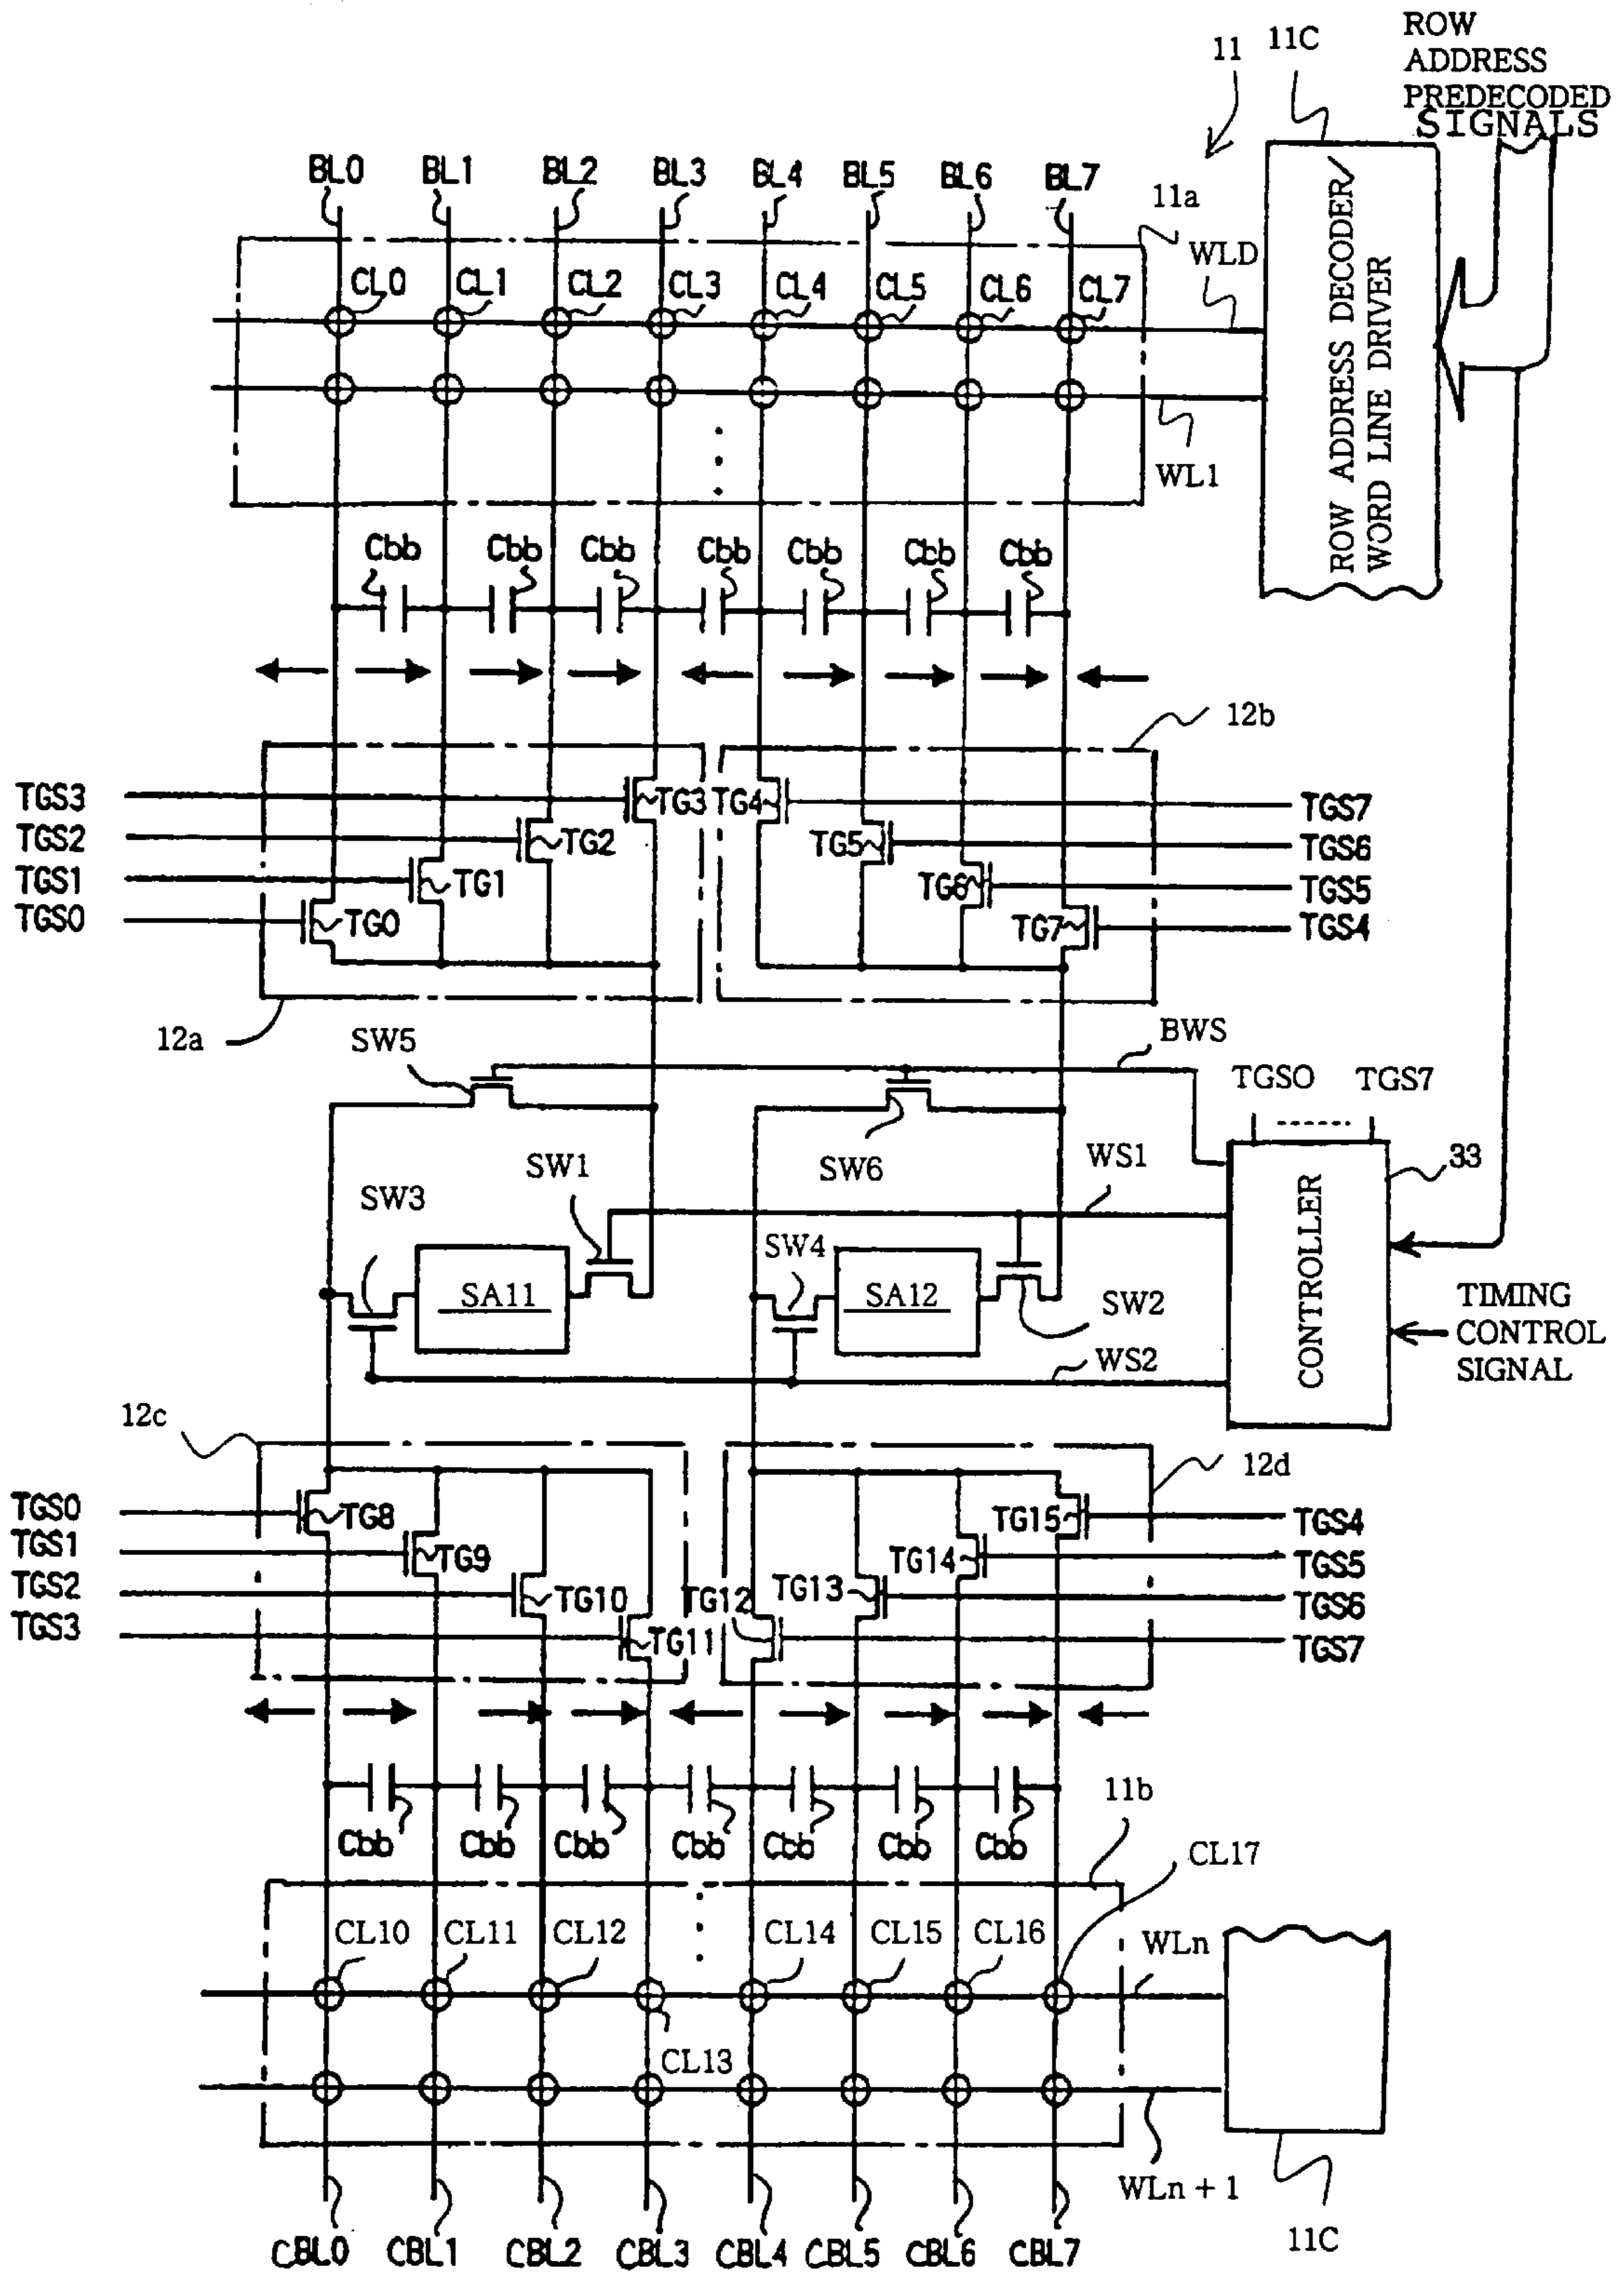 ROW
ADDRESS
PREDECODED
SIGNALS
11 11C
BL0 BL1 BL2 BL3 BL4 BL5 BL6 BL7
11a
WLD
CL0 CL1 CL2 CL3 CL4 CL5 CL6 CL7
ROW ADDRESS DECODER/
WORD LINE DRIVER
WL1
Cbb Cbb Cbb Cbb Cbb Cbb Cbb
12b
TGS3 TG3 TG4 TGS7
TGS2 TG2 TG5 TGS6
TGS1 TG1 TG6 TGS5
TGS0 TG0 TG7 TGS4
12a SW5 BWS
TGSO TGS7
SW3 SW1 SW6 WS1 33
SA11 SW4 SA12 SW2
CONTROLLER
TIMING
CONTROL
SIGNAL
WS2
12c 12d
TGS0 TG8 TG15 TGS4
TGS1 TG9 TG14 TGS5
TGS2 TG10 TG12 TG13 TGS6
TGS3 TG11 TGS7
Cbb Cbb Cbb Cbb Cbb Cbb Cbb
11b
CL17
CL10 CL11 CL12 CL14 CL15 CL16 WLn
CL13
WLn + 1
CBL0 CBL1 CBL2 CBL3 CBL4 CBL5 CBL6 CBL7
11C